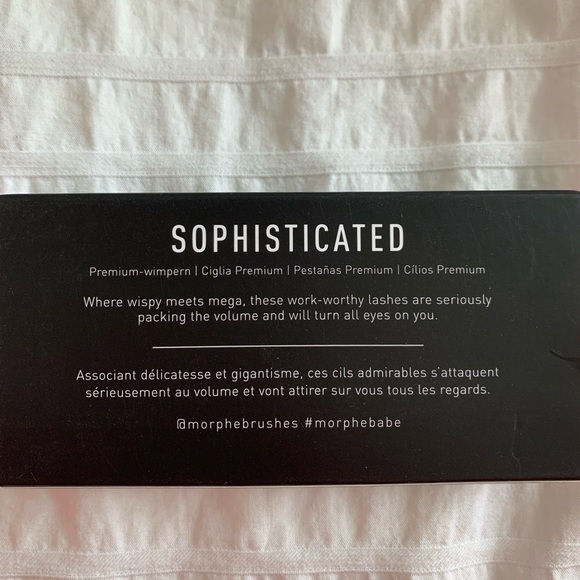 SOPHISTICATED
Premium-wimpern | Ciglia Premium | Pestañas Premium | Cílios Premium
Where wispy meets mega, these work-worthy lashes are seriously
packing the volume and will turn all eyes on you.
Associant délicatesse et gigantisme, ces cils admirables s'attaquent
sérieusement au volume et vont attirer sur vous tous les regards.
@morphebrushes #morphebabe